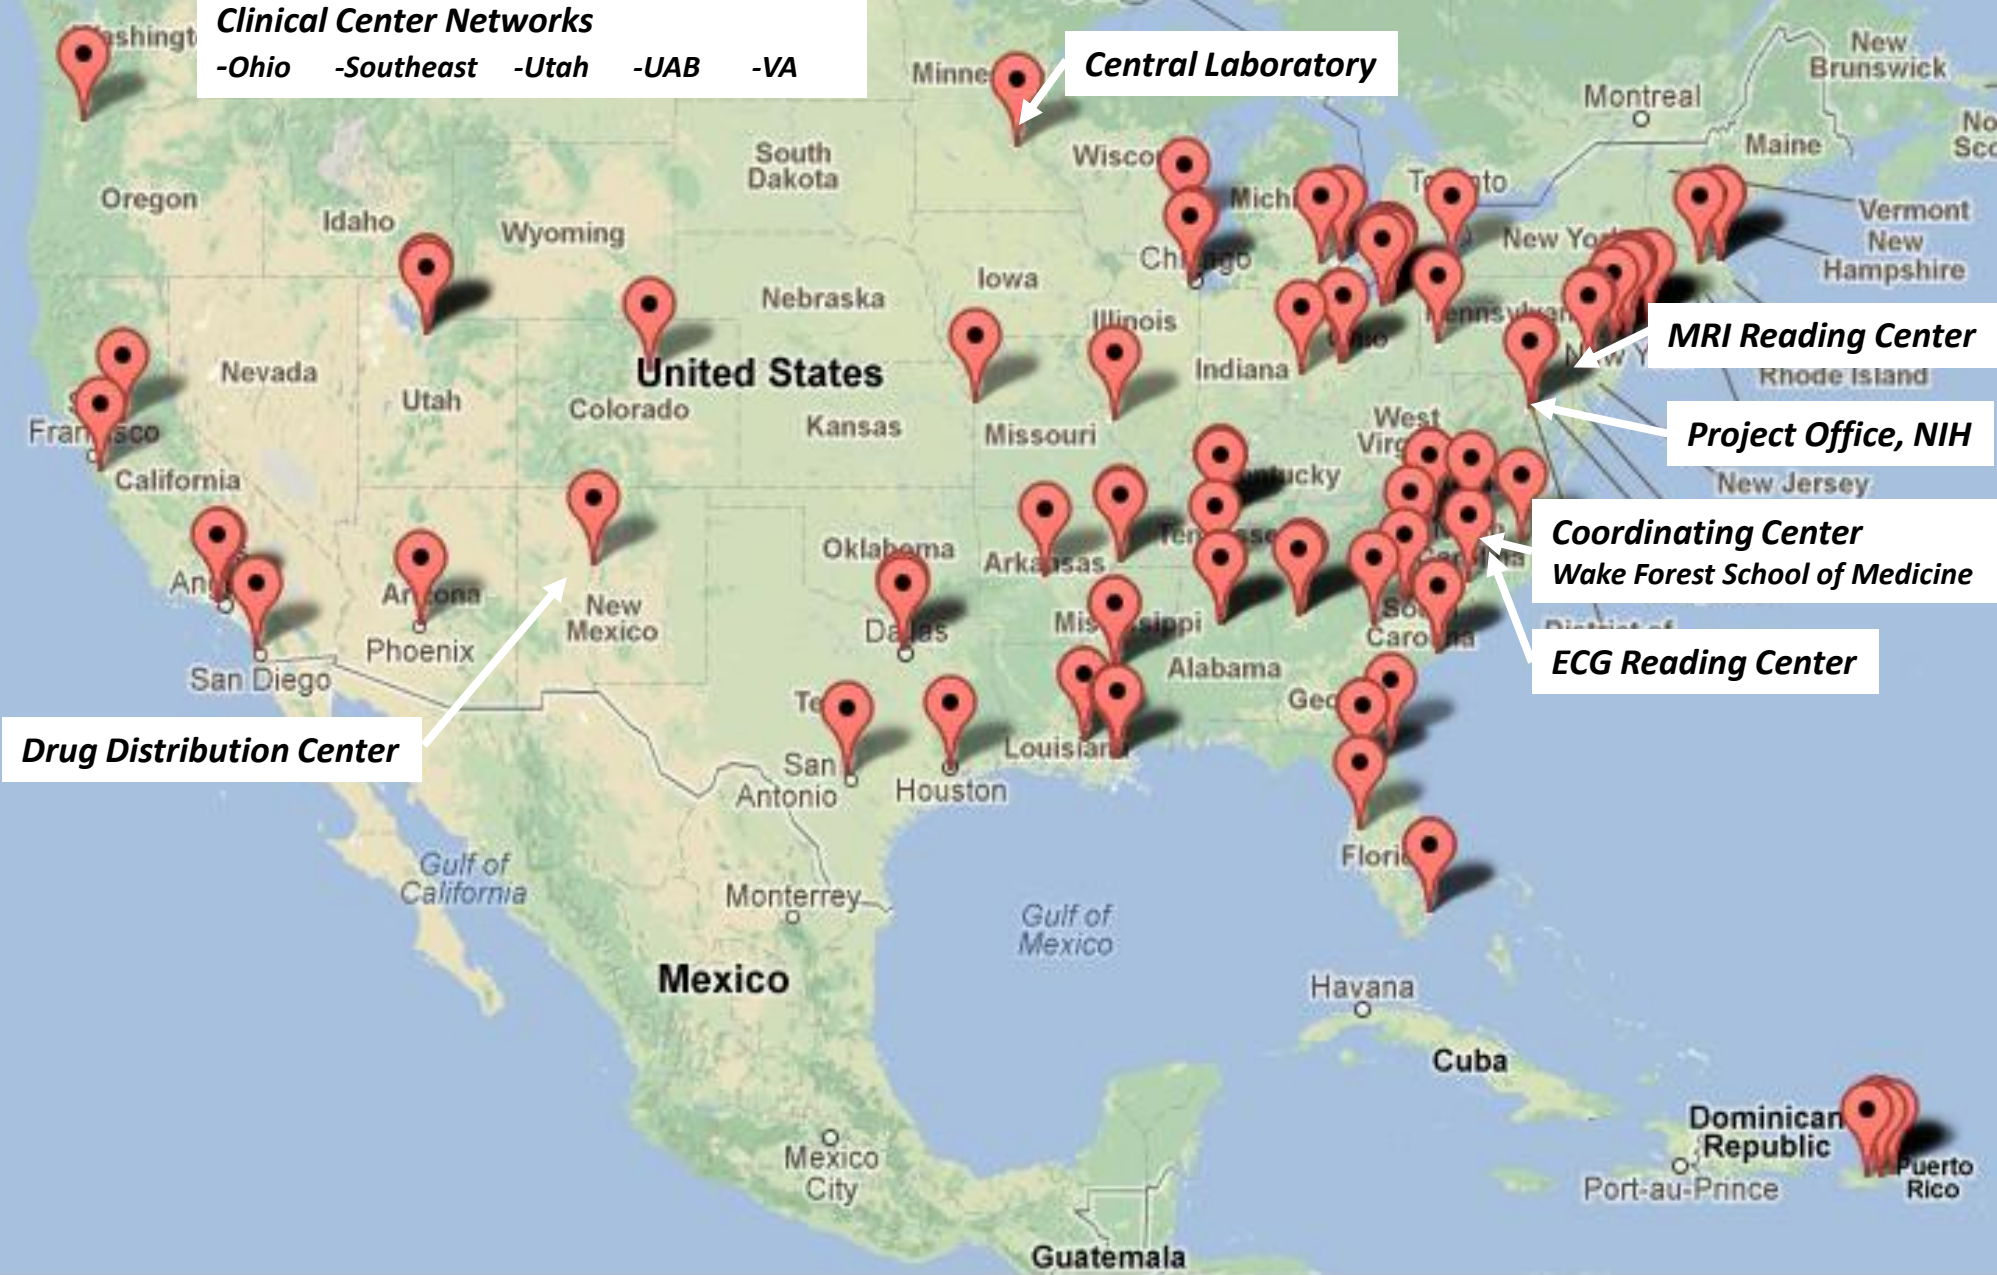 Clinical Center Networks
-Ohio -Southeast -Utah -UAB -VA
Central Laboratory
New
Brunswick
Montreal
Maine
South
Dakota
Oregon
Idaho
Wyoming
Vermont
New
Hampshire
Iowa
Nebraska
Illinois
MRI Reading Center
Rhode Island
Nevada
United States
Indiana
Utah
Colorado
Kansas
Missouri
West
Project Office, NIH
California
New Jersey
Coordinating Center
Wake Forest School of Medicine
Oklahoma
Arkansas
New
Mexico
Phoenix
Alabama
San Diego
ECG Reading Center
Drug Distribution Center
San
Antonio
Houston
Gulf of
California
Monterrey
Gulf of
Mexico
Mexico
Havana
Cuba
Dominican
Republic
Puerto
Rico
Port-au-Prince
Mexico
City
Guatemala